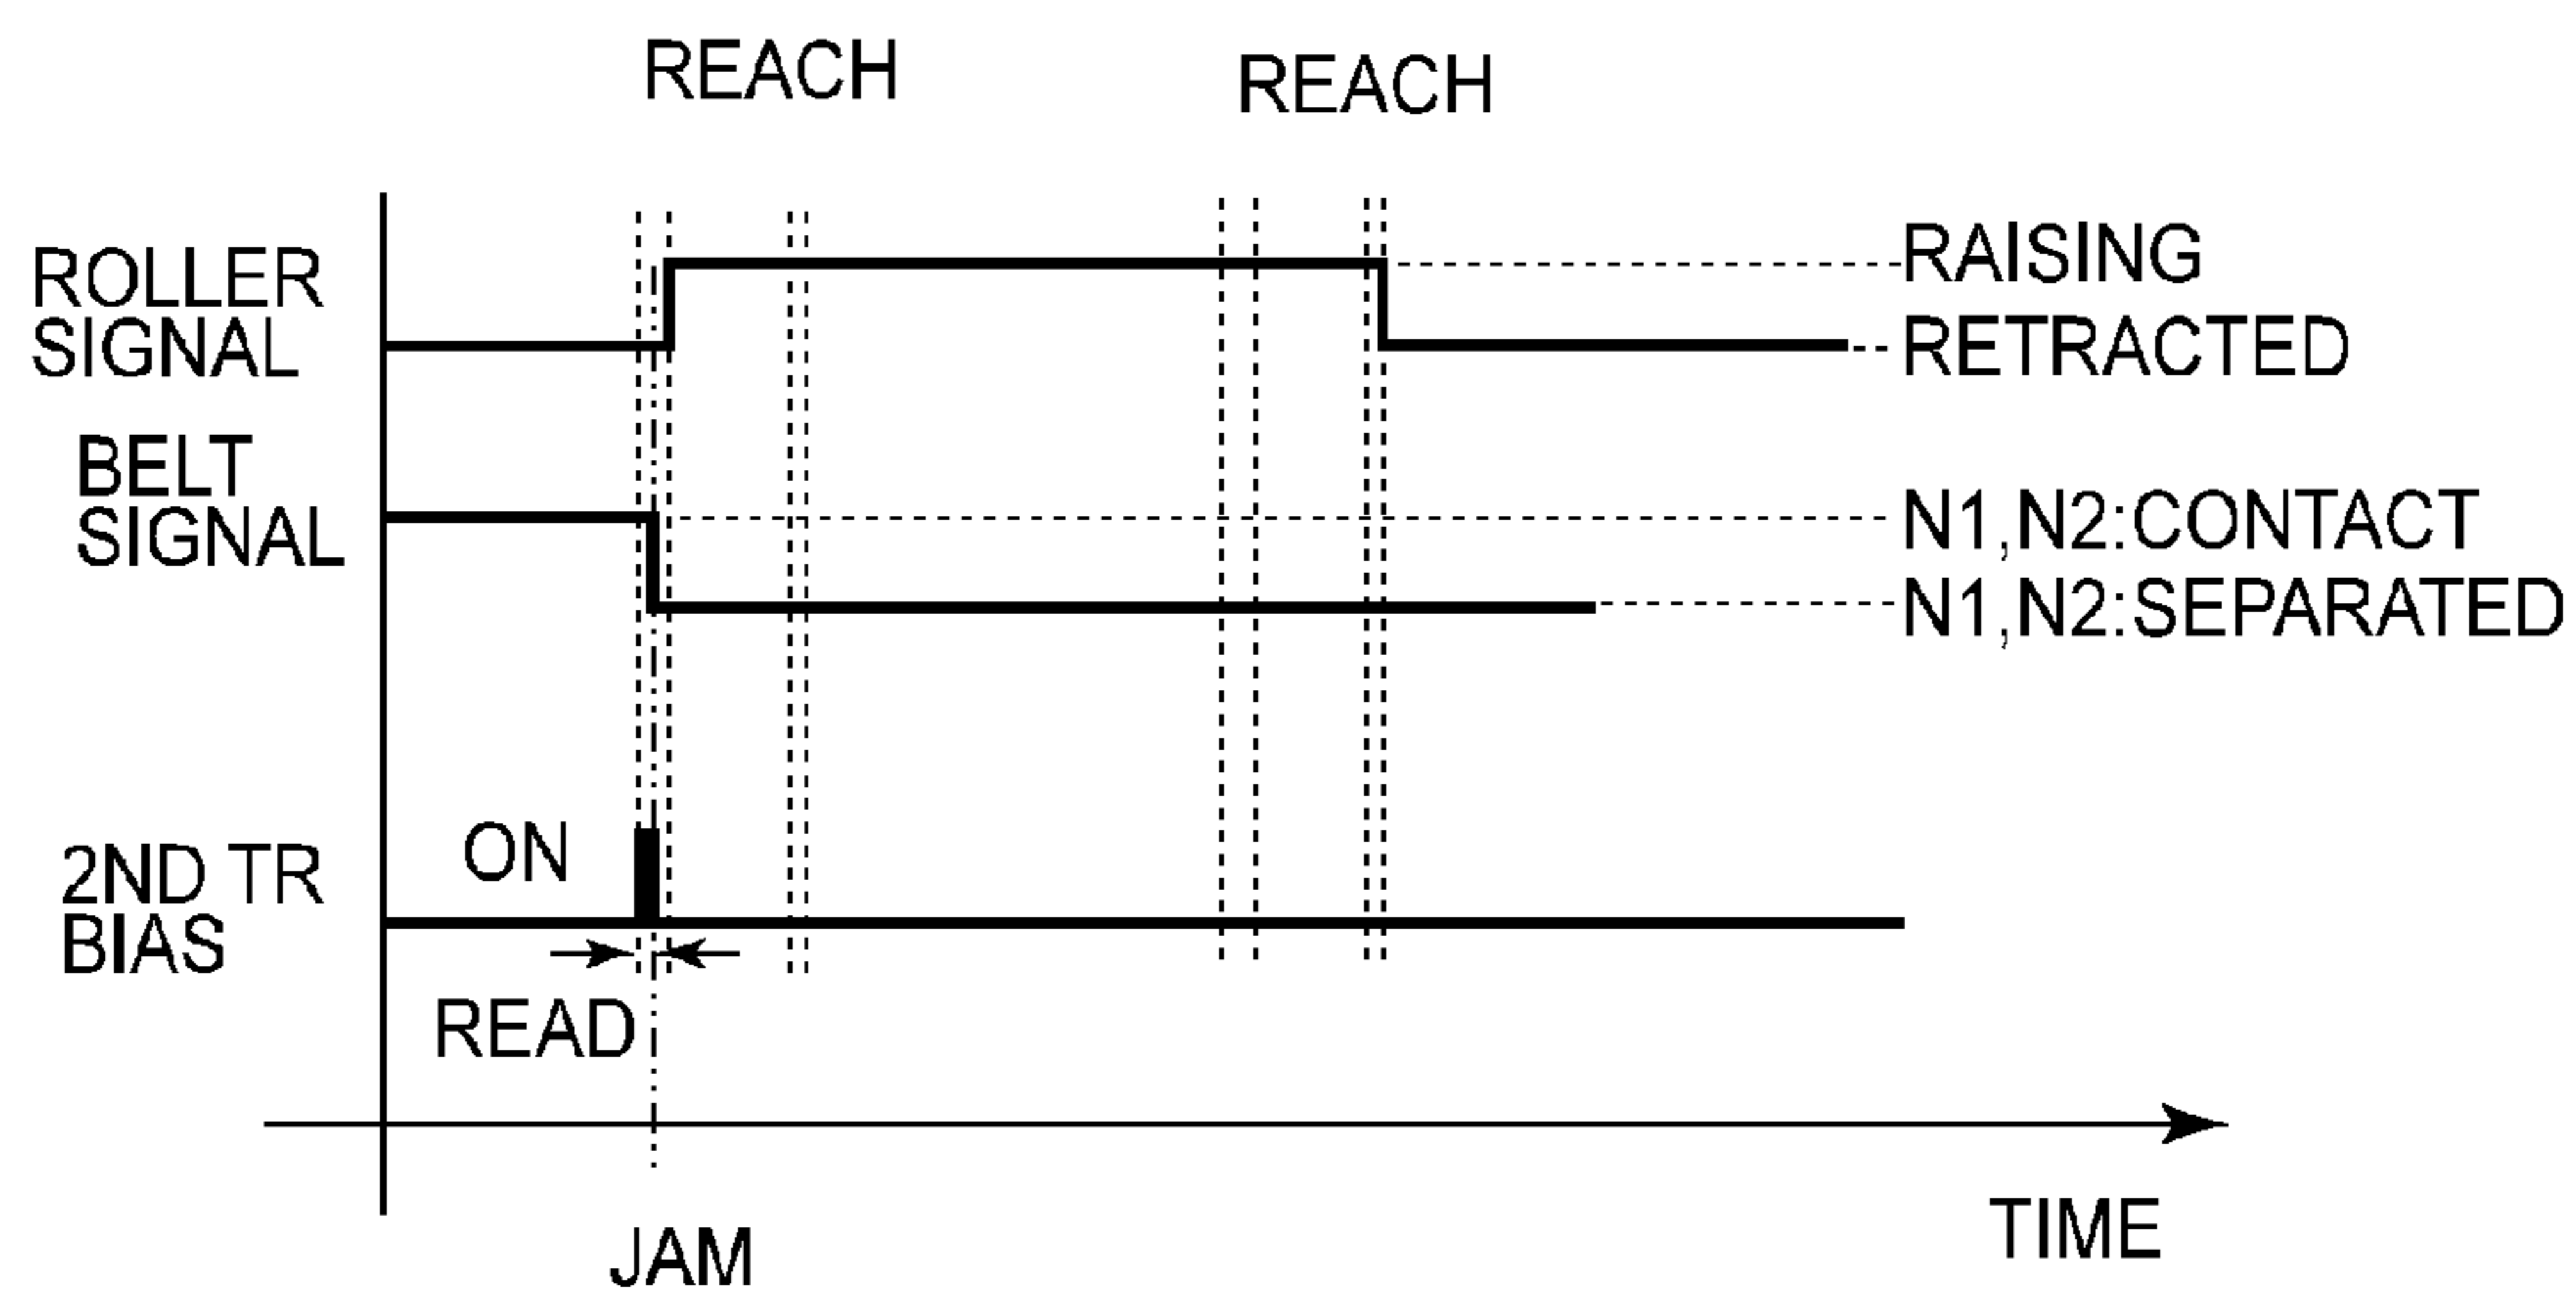 REACH
REACH
ROLLER
SIGNAL
RAISING
RETRACTED
BELT
SIGNAL
N1,N2:CONTACT
N1,N2:SEPARATED
2ND TR
BIAS
ON
READ
JAM
TIME